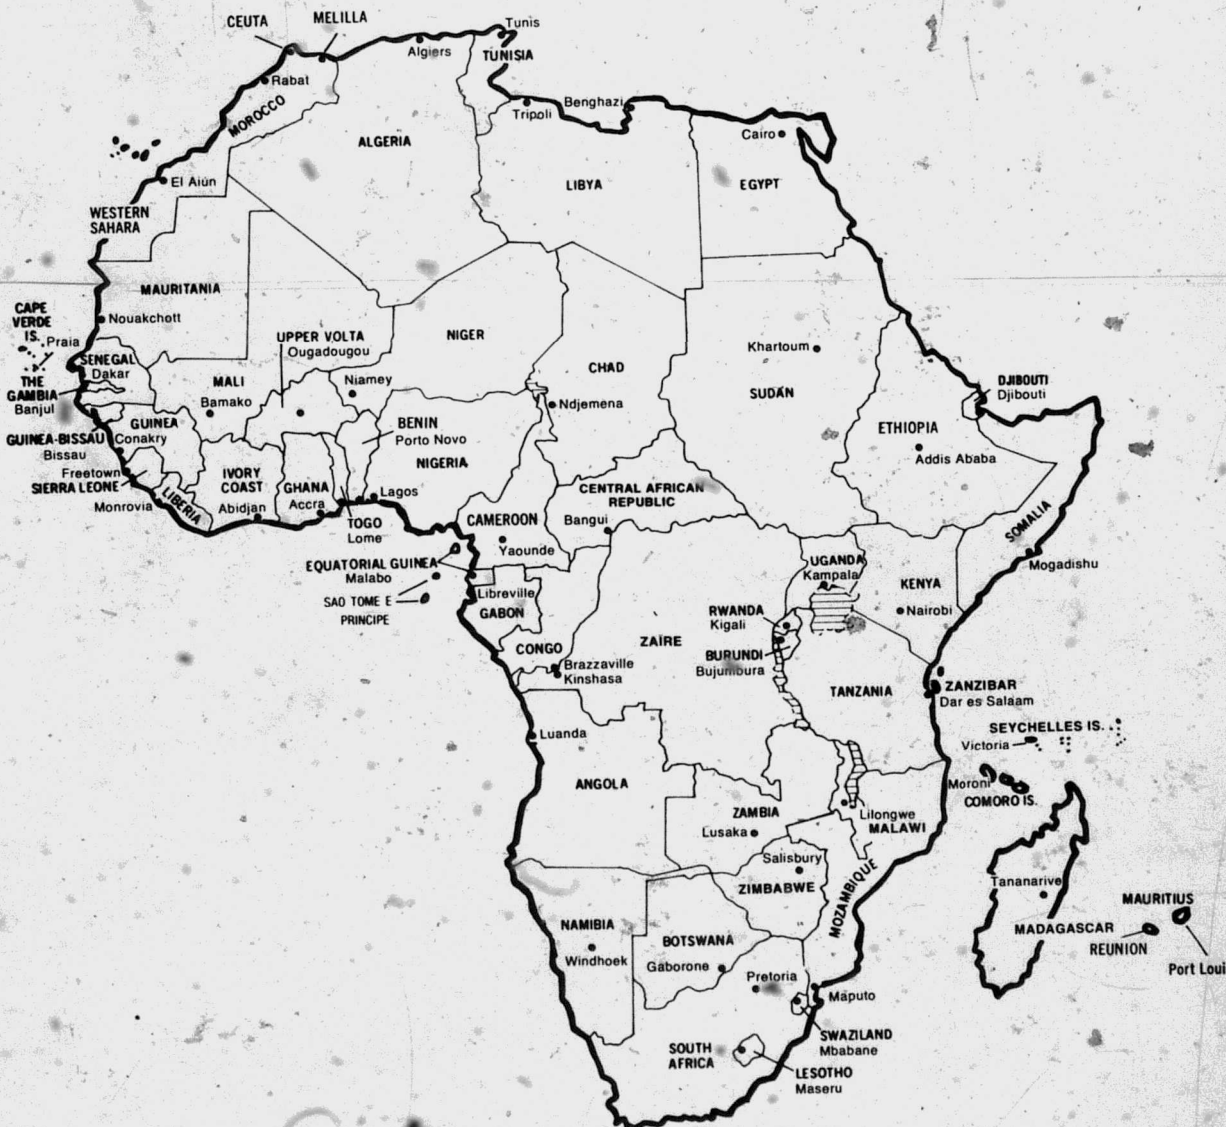 CEUTA
MELILLA
Tunis
Algiers
TUNISIA
Rabat
MOROCCO
Tripoli
Benghazi
Cairo
ALGERIA
El Aiún
LIBYA
EGYPT
WESTERN
SAHARA
MAURITANIA
Nouakchott
CAPE
VERDE
IS.
Praia
UPPER VOLTA
Ougadougou
NIGER
Khartoum
SENEGAL
Dakar
THE
GAMBIA
Banjul
MALI
Bamako
Niamey
CHAD
Ndjemena
SUDAN
DJIBOUTI
Djibouti
GUINEA-BISSAU
Bissau
GUINEA
Conakry
BENIN
Porto Novo
NIGERIA
ETHIOPIA
Addis Ababa
Freetown
SIERRA LEONE
Monrovia
LIBERIA
IVORY
COAST
Abidjan
GHANA
Accra
Lagos
TOGO
Lome
CENTRAL AFRICAN
REPUBLIC
Bangui
CAMEROON
Yaounde
SOMALIA
Mogadishu
EQUATORIAL GUINEA
Malabo
SAO TOME E
PRINCIPE
Libreville
GABON
CONGO
Brazzaville
Kinshasa
ZAÏRE
UGANDA
Kampala
KENYA
Nairobi
RWANDA
Kigali
BURUNDI
Bujumbura
TANZANIA
ZANZIBAR
Dar es Salaam
SEYCHELLES IS.
Victoria
Luanda
ANGOLA
ZAMBIA
Lusaka
Lilongwe
MALAWI
Moroni
COMORO IS.
Salisbury
ZIMBABWE
MOZAMBIQUE
Tananarive
MADAGASCAR
MAURITIUS
REUNION
Port Loui
NAMIBIA
Windhoek
BOTSWANA
Gaborone
Pretoria
Maputo
SWAZILAND
Mbabane
SOUTH
AFRICA
LESOTHO
Maseru